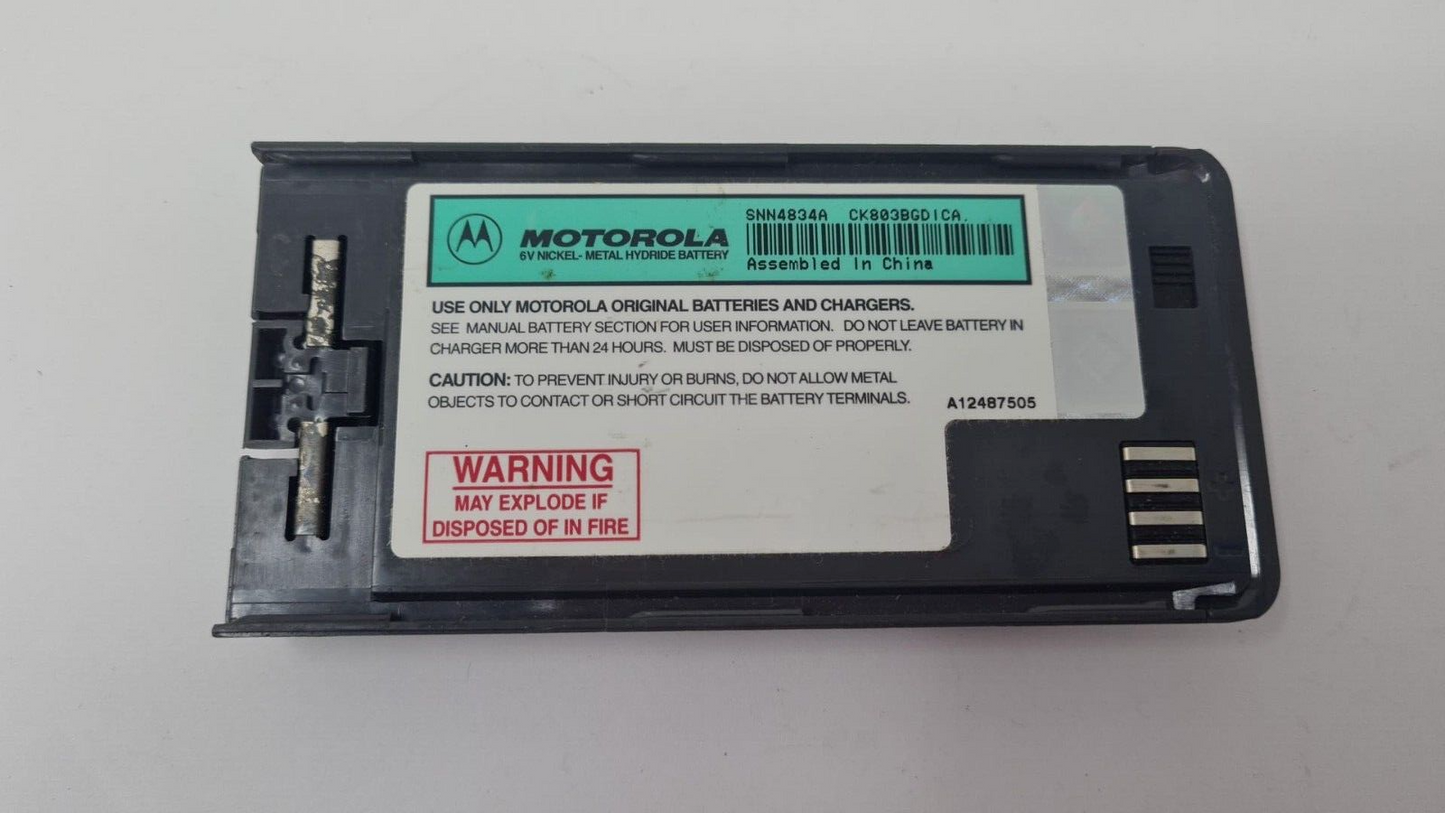 SNN4834A CK803BGDICA.
MOTOROLA
6V NICKEL- METAL HYDRIDE BATTERY
Assembled In China
USE ONLY MOTOROLA ORIGINAL BATTERIES AND CHARGERS.
SEE MANUAL BATTERY SECTION FOR USER INFORMATION. DO NOT LEAVE BATTERY IN
CHARGER MORE THAN 24 HOURS. MUST BE DISPOSED OF PROPERLY.
CAUTION: TO PREVENT INJURY OR BURNS, DO NOT ALLOW METAL
OBJECTS TO CONTACT OR SHORT CIRCUIT THE BATTERY TERMINALS.
A12487505
WARNING
MAY EXPLODE IF
DISPOSED OF IN FIRE